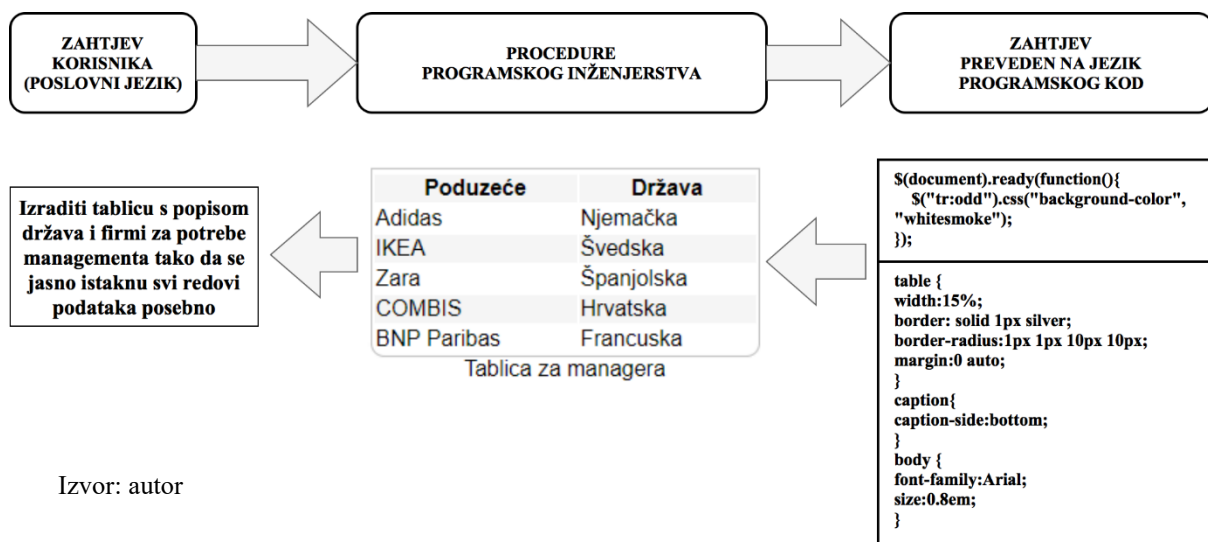 ZAHTJEV
KORISNIKA
(POSLOVNI JEZIK)
PROCEDURE
PROGRAMSKOG INŽENJERSTVA
ZAHTJEV
PREVEDEN NA JEZIK
PROGRAMSKOG KOD
Izraditi tablicu s popisom
država i firmi za potrebe
managementa tako da se
jasno istaknu svi redovi
podataka posebno
Poduzeće Država
Adidas Njemačka
IKEA Švedska
Zara Španjolska
COMBIS Hrvatska
BNP Paribas Francuska
Tablica za managera
$(document).ready(function(){
$("tr:odd").css("background-color",
"whitesmoke");
});
table {
width:15%;
border: solid 1px silver;
border-radius:1px 1px 10px 10px;
margin:0 auto;
}
caption{
caption-side:bottom;
}
body {
font-family:Arial;
size:0.8em;
}
Izvor: autor